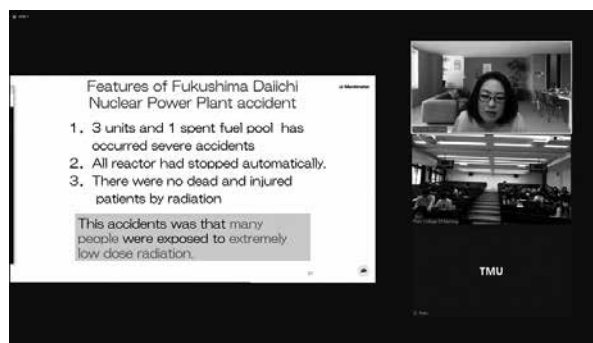 Features of Fukushima Daiichi
Nuclear Power Plant accident
1. 3 units and 1 spent fuel pool has
occurred severe accidents
2. All reactor had stopped automatically.
3. There were no dead and injured
patients by radiation
This accidents was that many
people were exposed to extremely
low dose radiation.
TMU